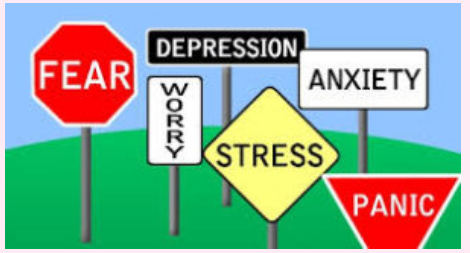 DEPRESSION
FEAR
ANXIETY
WORRY
STRESS
PANIC